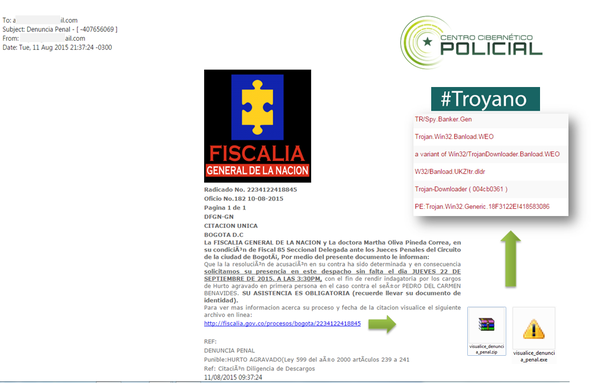 To: a il.com
Subject: Denuncia Penal - [ -407656069 ]
From: ail.com
Date: Tue, 11 Aug 2015 21:37:24 -0300
CENTRO CIBERNÉTICO
POLICIAL
#Troyano
TR/Spy.Banker.Gen
Trojan.Win32.Banload.WEO
a variant of Win32/TrojanDownloader.Banload.WEO
W32/Banload.UKZ!tr.dldr
Trojan-Downloader ( 004cb0361 )
PE:Trojan.Win32.Generic.18F3122E!418583086
FISCALIA
GENERAL DE LA NACION
Radicado No. 2234122418845
Oficio No.182 10-08-2015
Pagina 1 de 1
DFGN-GN
CITACION UNICA
BOGOTA D.C
La FISCALIA GENERAL DE LA NACION y La doctora Martha Oliva Pineda Correa, en
su condiciÃ³n de Fiscal 85 Seccional Delegada ante los Jueces Penales del Circuito
de la ciudad de BogotÃ¡, Por medio del presente documento le informan:
Que la la resoluciÃ³n de acusaciÃ³n en su contra ha sido determinada y en consecuencia
solicitamos su presencia en este despacho sin falta el dia JUEVES 22 DE
SEPTIEMBRE DE 2015. A LAS 3:30PM, con el fin de rendir indagatoria por los cargos
de Hurto agravado en primera persona en el caso contra el seÃ±or PEDRO DEL CARMEN
BENAVIDES. SU ASISTENCIA ES OBLIGATORIA (recuerde llevar su documento de
identidad).
Para ver mas informacion acerca su proceso y fecha de la citacion visualice el siguiente
archivo en linea:
http://fiscalia.gov.co/procesos/bogota/2234122418845
visualice_denunci
a_penal.zip
visualice_denunci
a_penal.exe
REF:
DENUNCIA PENAL
Punible:HURTO AGRAVADO(Ley 599 del aÃ±o 2000 artÃ­culos 239 a 241
Ref: CitaciÃ³n Diligencia de Descargos
11/08/2015 09:37:24